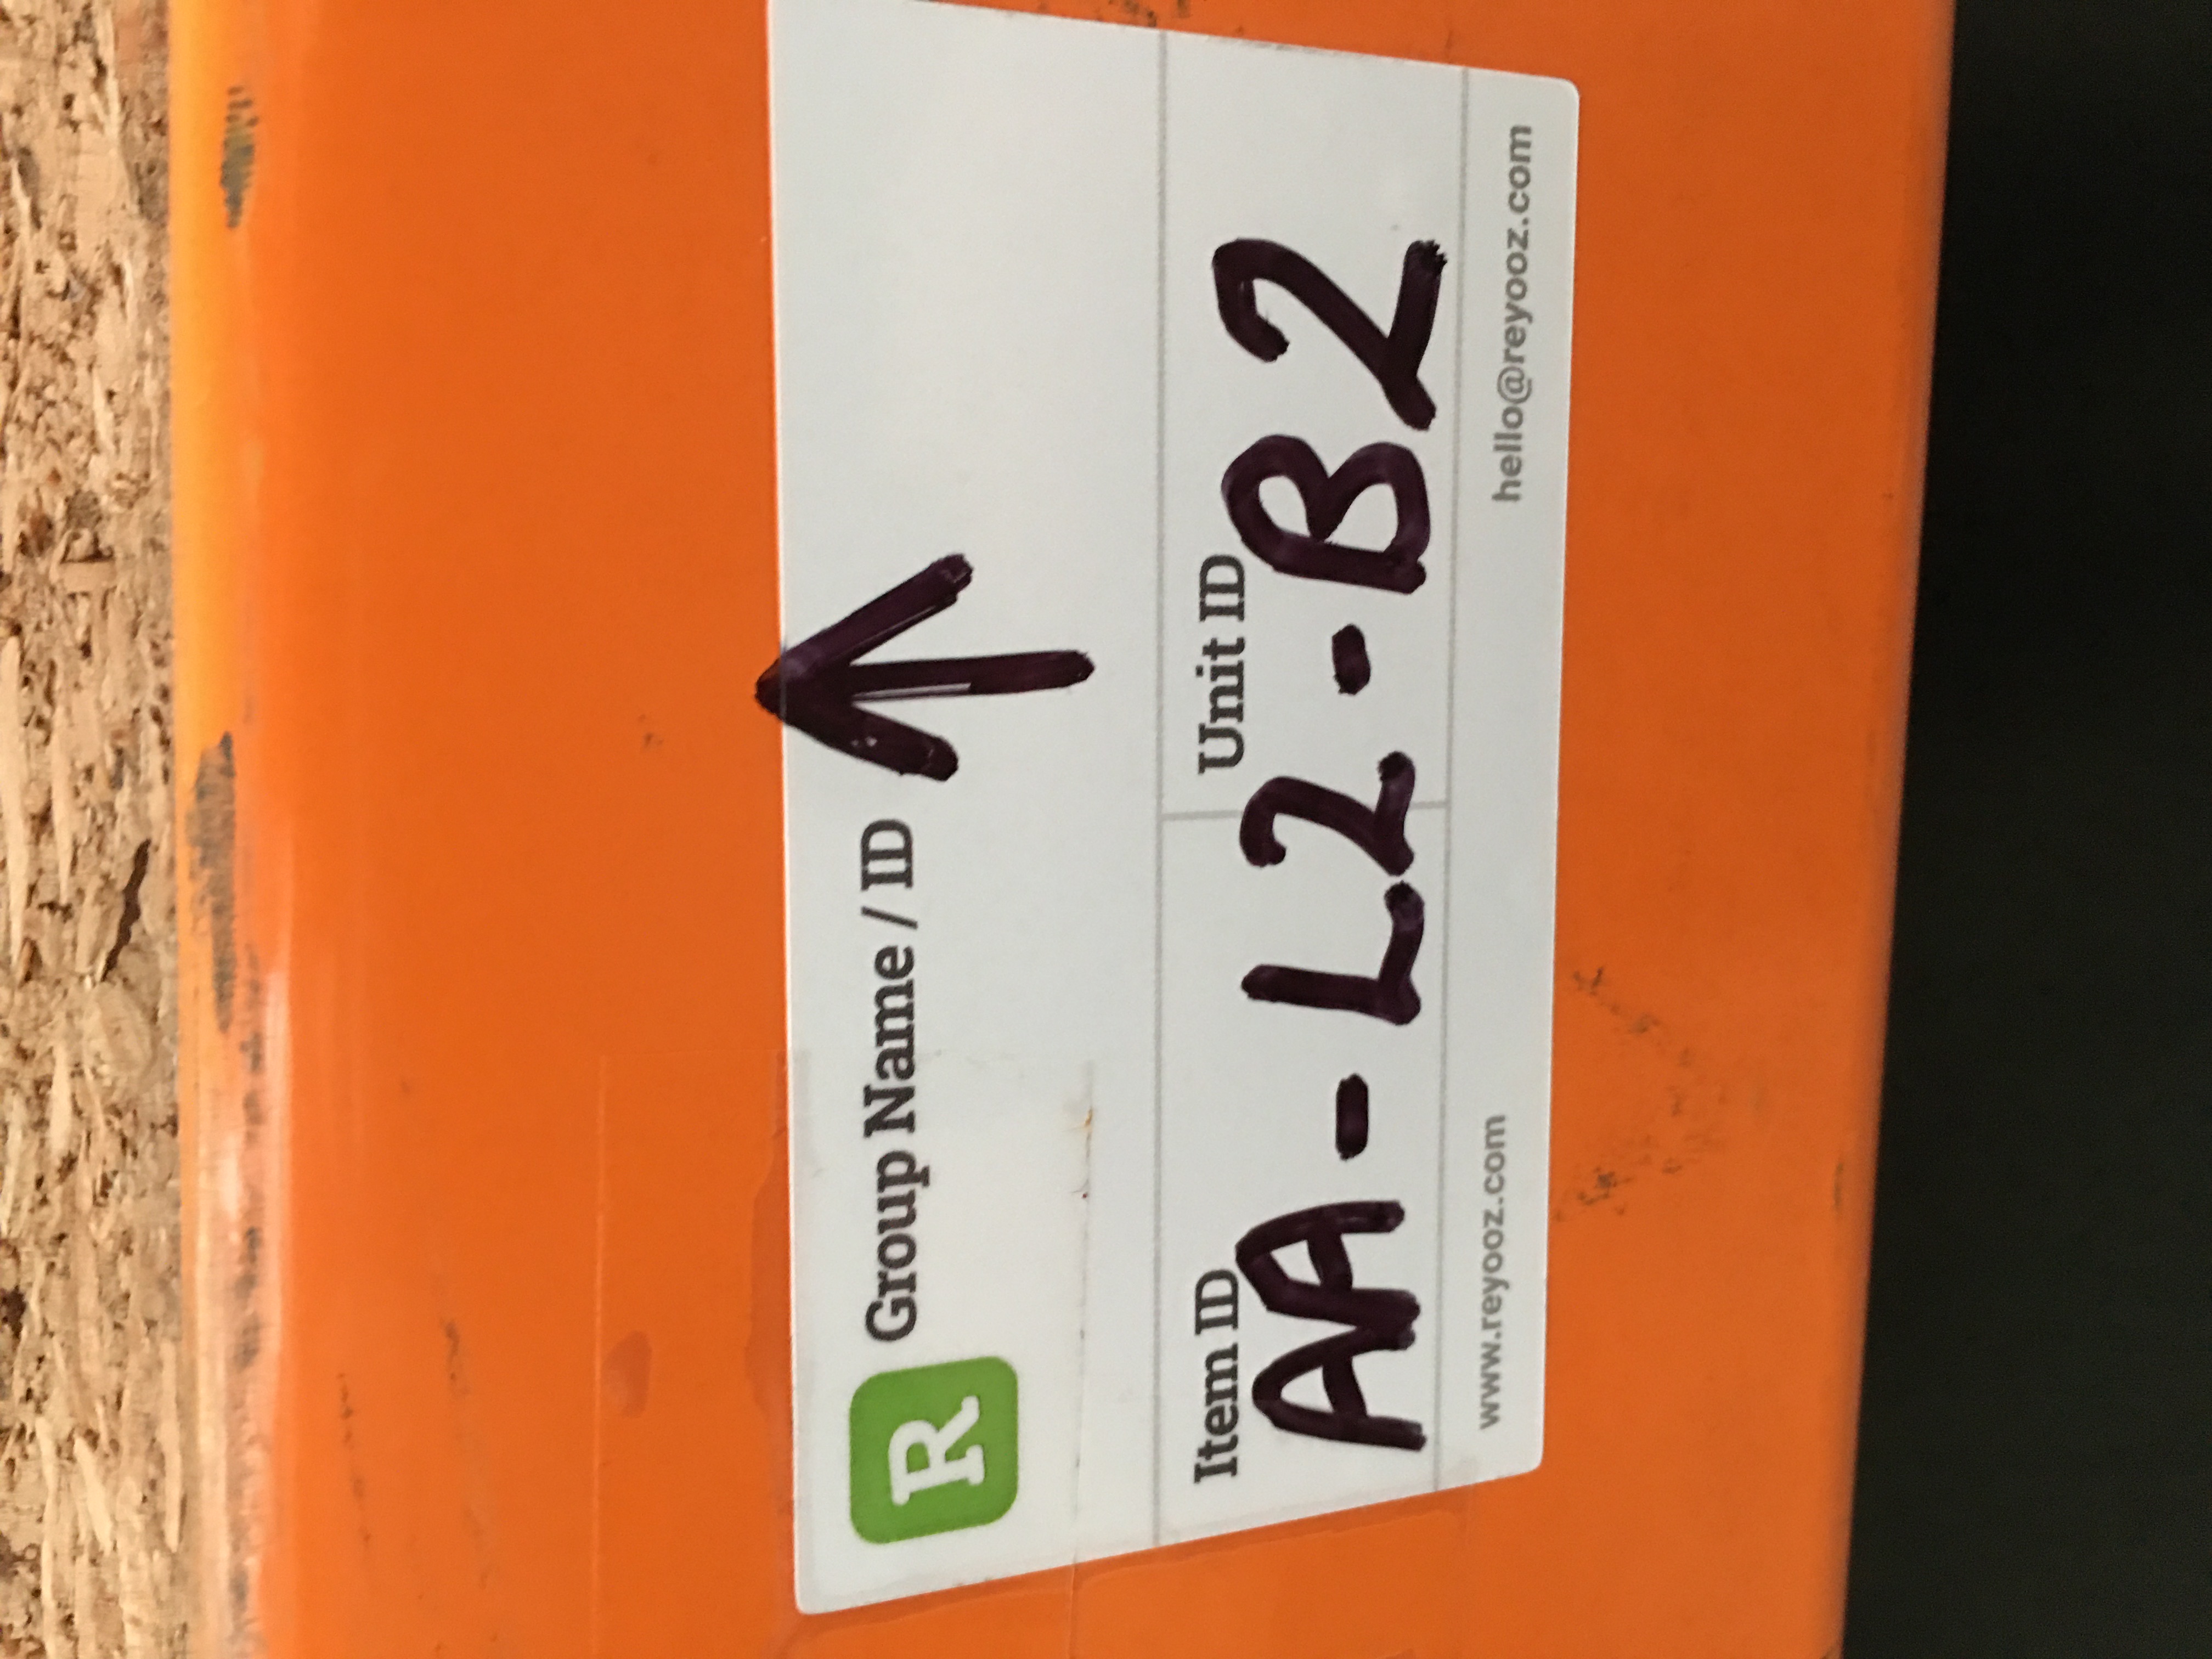 R Group Name / ID ↑
Item ID Unit ID
AA - L2 - B2
www.reyooz.com hello@reyooz.com